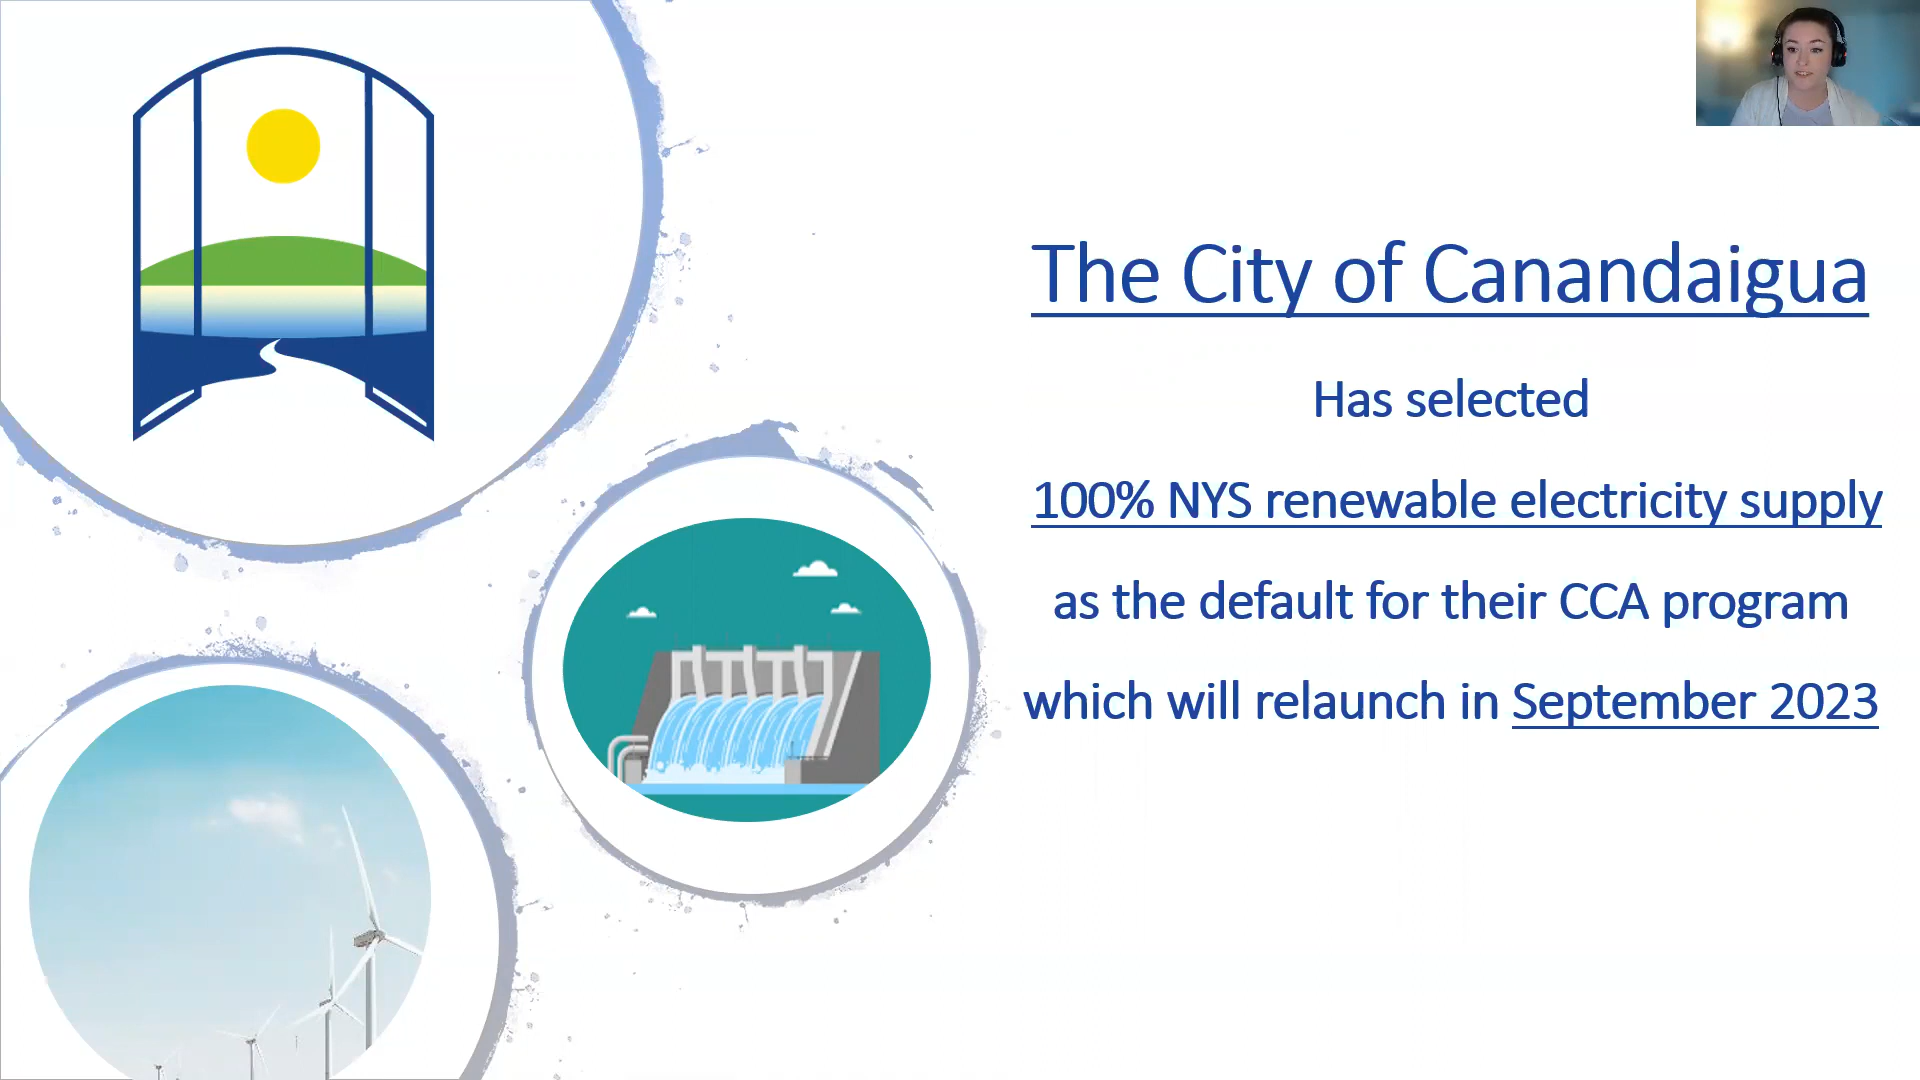 The City of Canandaigua
Has selected
100% NYS renewable electricity supply
as the default for their CCA program
which will relaunch in September 2023